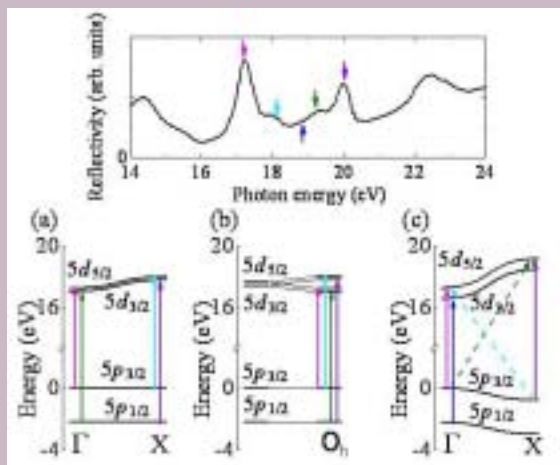 Reflectivity (arb. units)
0
14 16 18 20 22 24
Photon energy (eV)
(a) (b) (c)
20 20 20
5d5/2 5d5/2 5d5/2
5d3/2 5d3/2 5d3/2
16 16 16
Energy (eV) Energy (eV) Energy (eV)
5p3/2 5p3/2 5p3/2
0 0 0
5p1/2 5p1/2 5p1/2
-4 -4 -4
Γ X Oh Γ X